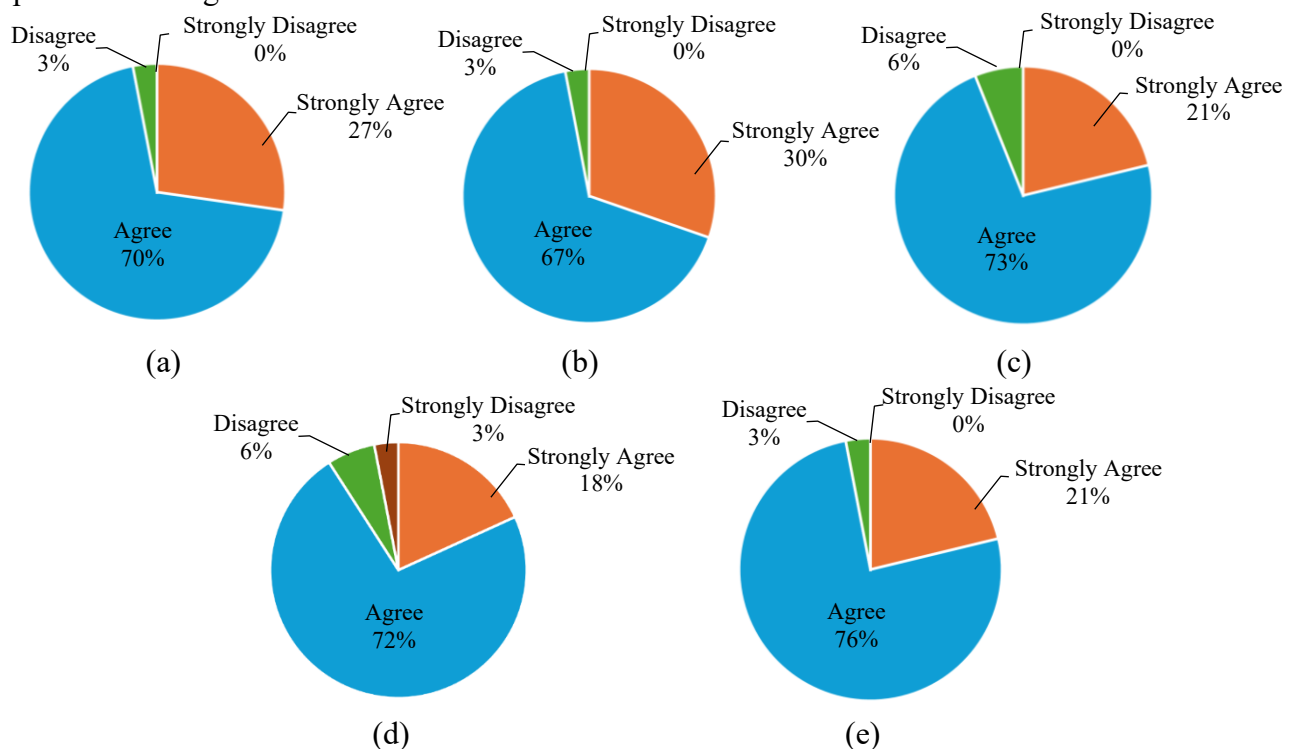 Disagree
3%
Strongly Disagree
0%
Strongly Agree
27%
Agree
70%
(a)
Disagree
3%
Strongly Disagree
0%
Strongly Agree
30%
Agree
67%
(b)
Disagree
6%
Strongly Disagree
0%
Strongly Agree
21%
Agree
73%
(c)
Disagree
6%
Strongly Disagree
3%
Strongly Agree
18%
Agree
72%
(d)
Disagree
3%
Strongly Disagree
0%
Strongly Agree
21%
Agree
76%
(e)